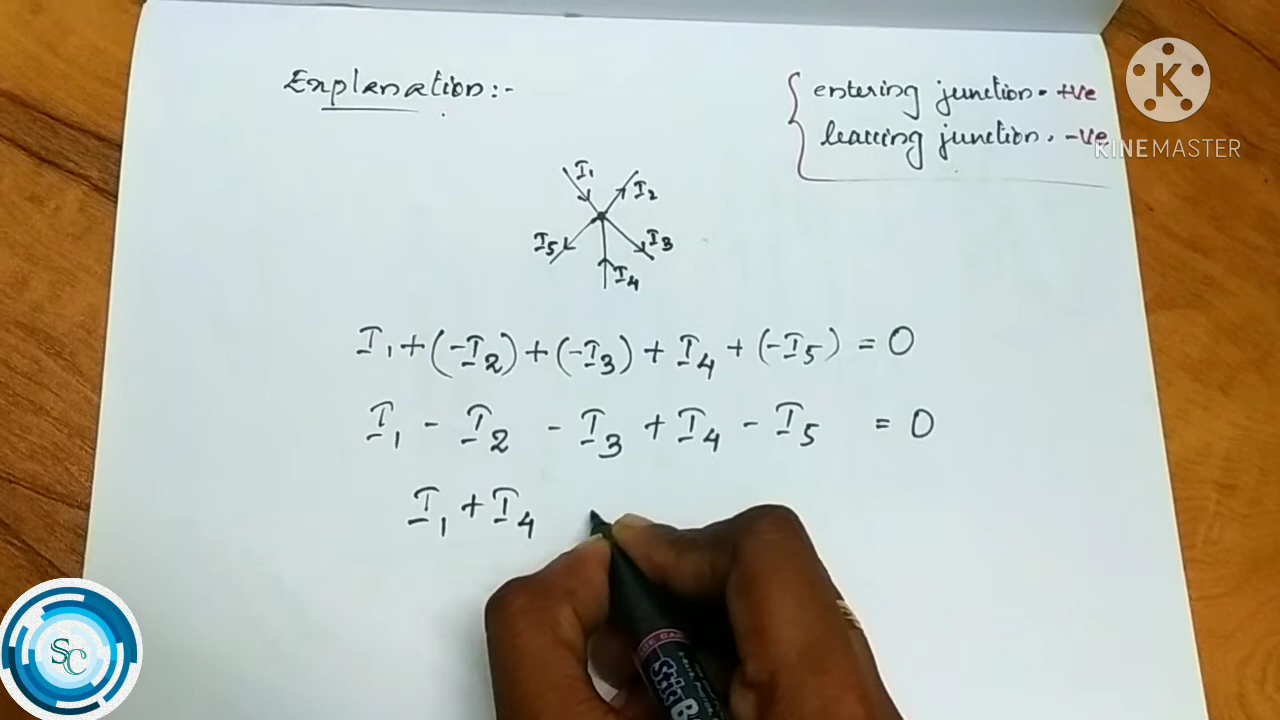 Explanation:-
entering junction - +ve
leaving junction - -ve
K
KINEMASTER
I₁
I₂
I₅
I₃
I₄
I₁ + (-I₂) + (-I₃) + I₄ + (-I₅) = 0
I₁ - I₂ - I₃ + I₄ - I₅ = 0
I₁ + I₄
SC